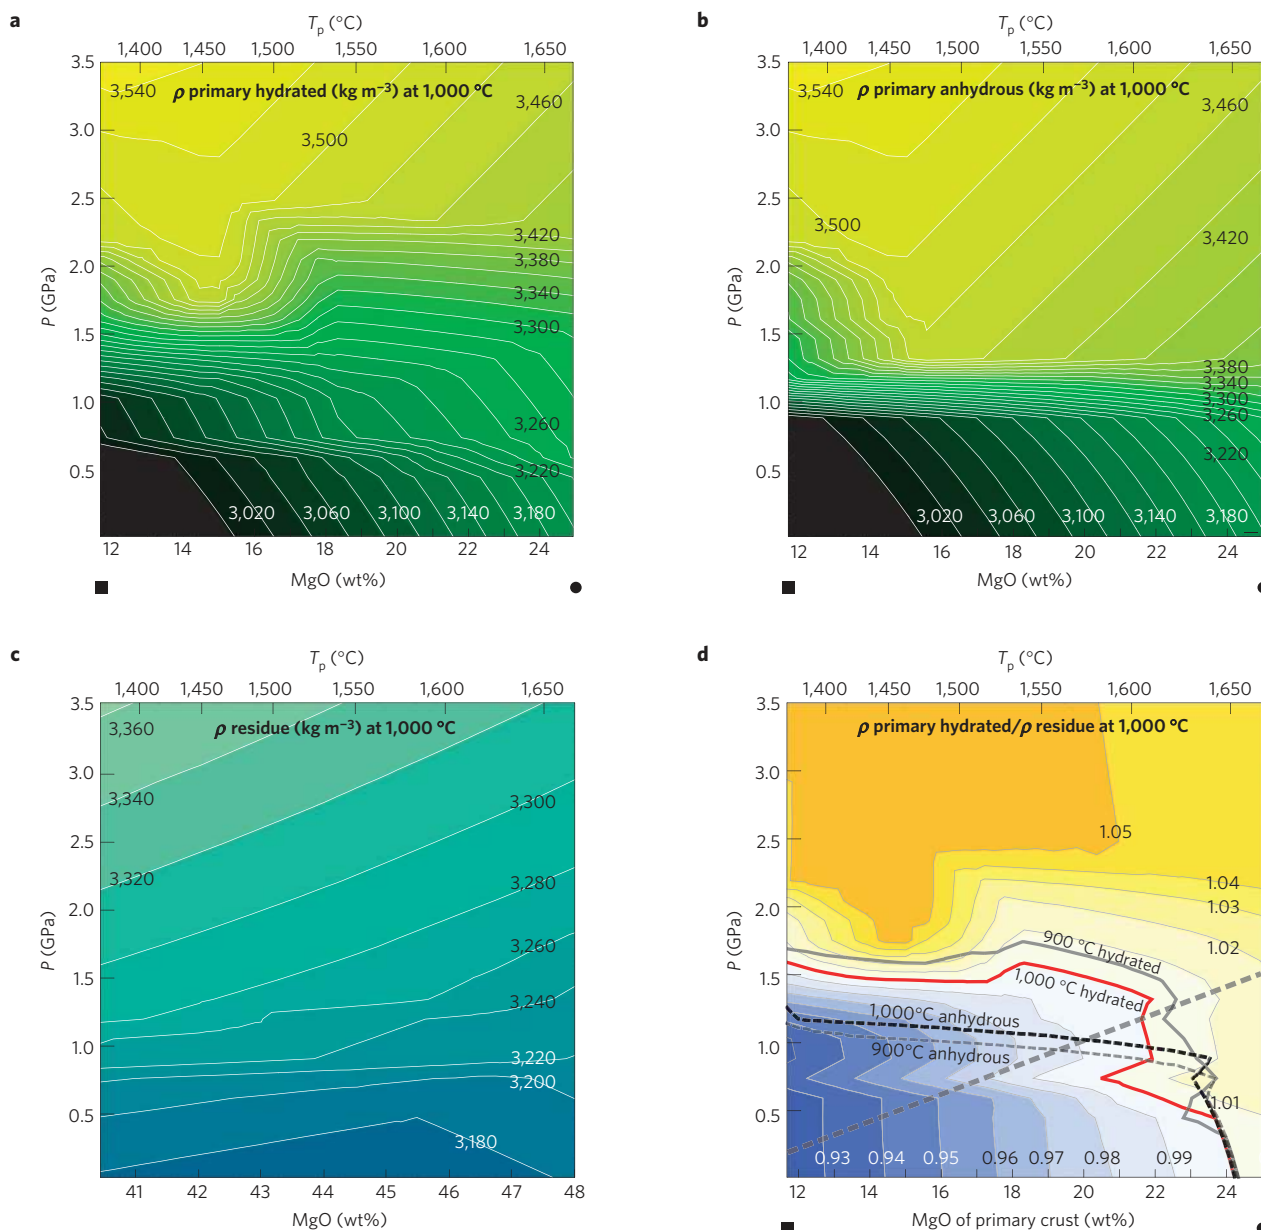 a
Tp (°C)
1,400 1,450 1,500 1,550 1,600 1,650
3.5
3,540
ρ primary hydrated (kg m−3) at 1,000 °C
3,460
3.0
3,500
2.5
3,420
3,380
2.0
3,340
P (GPa)
3,300
1.5
1.0
3,260
0.5
3,220
3,020 3,060 3,100 3,140 3,180
12 14 16 18 20 22 24
MgO (wt%)
b
Tp (°C)
1,400 1,450 1,500 1,550 1,600 1,650
3.5
3,540
ρ primary anhydrous (kg m−3) at 1,000 °C
3,460
3.0
2.5
3,500
3,420
2.0
P (GPa)
1.5
3,380
3,340
3,300
1.0
3,260
3,220
0.5
3,020 3,060 3,100 3,140 3,180
12 14 16 20 22 24
MgO (wt%)
c
Tp (°C)
1,400 1,450 1,500 1,550 1,600 1,650
3.5
3,360
ρ residue (kg m−3) at 1,000 °C
3.0
3,340
3,300
2.5
3,320
3,280
2.0
P (GPa)
3,260
1.5
3,240
1.0
3,220
3,200
0.5
3,180
41 42 43 44 45 46 47 48
MgO (wt%)
d
Tp (°C)
1,400 1,450 1,500 1,550 1,600 1,650
3.5
ρ primary hydrated/ρ residue at 1,000 °C
3.0
2.5
1.05
1.04
2.0
1.03
P (GPa)
900 °C hydrated
1.02
1.5
1,000 °C hydrated
1,000°C anhydrous
1.0
900°C anhydrous
0.5
1.01
0.93 0.94 0.95 0.96 0.97 0.98 0.99
12 14 16 18 20 22 24
MgO of primary crust (wt%)